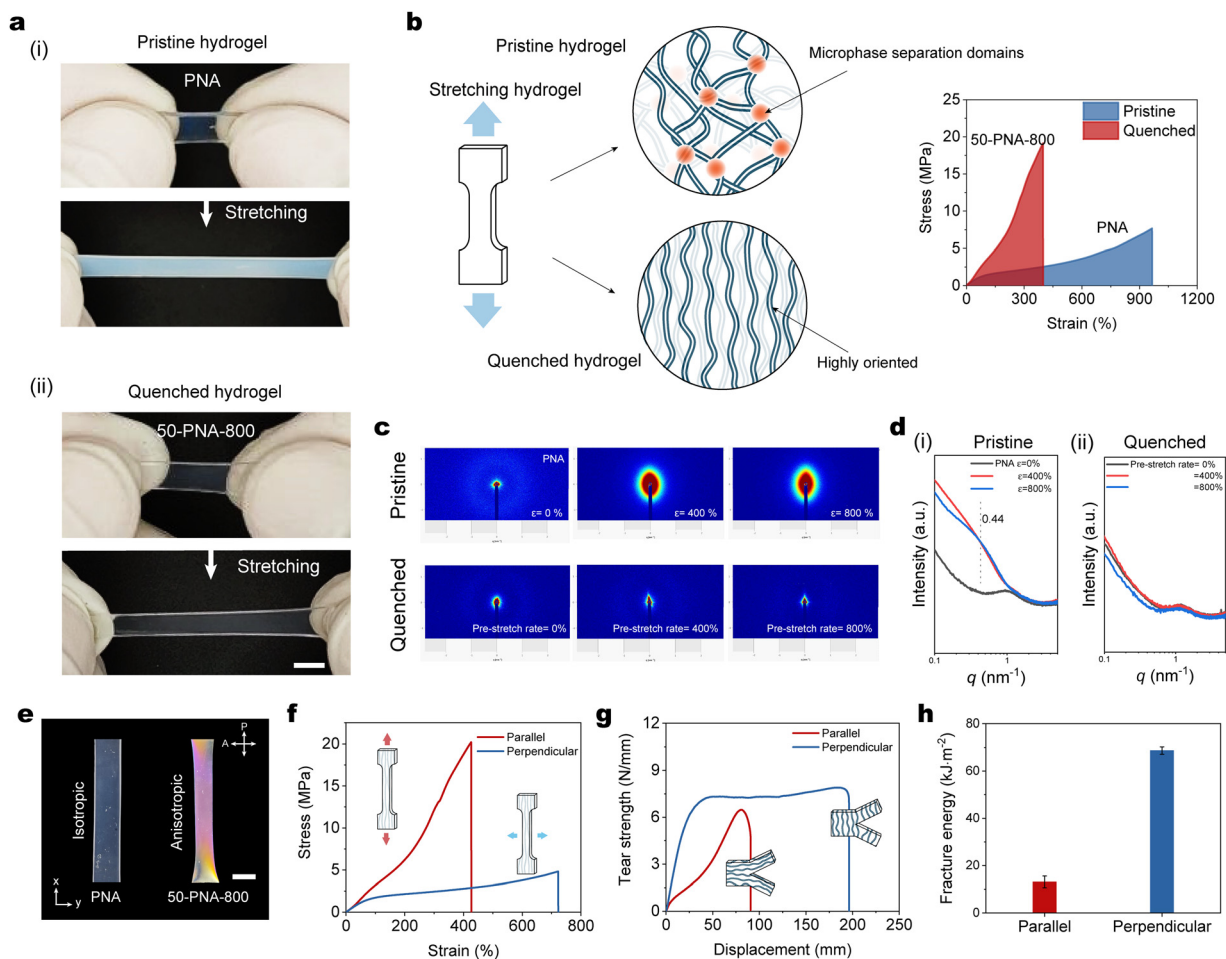 a
(i)
Pristine hydrogel
PNA
Stretching
(ii)
Quenched hydrogel
50-PNA-800
Stretching
b
Pristine hydrogel
Microphase separation domains
Stretching hydrogel
Quenched hydrogel
Highly oriented
25
20
15
10
5
0
Stress (MPa)
Pristine
Quenched
50-PNA-800
PNA
0
300
600
900
1200
Strain (%)
c
Pristine
PNA
ε= 0 %
ε= 400 %
ε= 800 %
Quenched
Pre-stretch rate= 0%
Pre-stretch rate= 400%
Pre-stretch rate= 800%
d
(i)
Pristine
PNA ε=0%
ε=400%
ε=800%
0.44
Intensity (a.u.)
0.1
1
q (nm⁻¹)
(ii)
Quenched
Pre-stretch rate= 0%
=400%
=800%
Intensity (a.u.)
0.1
1
q (nm⁻¹)
e
P
A
Isotropic
Anisotropic
x
y
PNA
50-PNA-800
f
Stress (MPa)
20
15
10
5
0
Parallel
Perpendicular
0
200
400
600
800
Strain (%)
g
Tear strength (N/mm)
12
9
6
3
0
Parallel
Perpendicular
0
50
100
150
200
250
Displacement (mm)
h
Fracture energy (kJ·m⁻²)
80
60
40
20
0
Parallel
Perpendicular